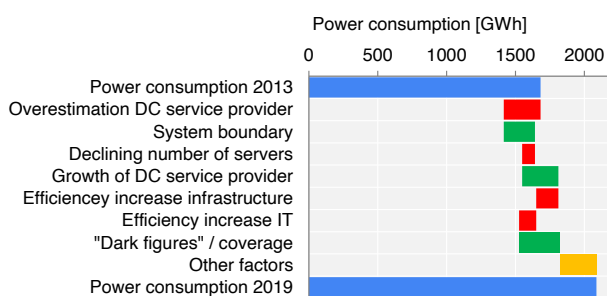 Power consumption [GWh]
0 500 1000 1500 2000
Power consumption 2013
Overestimation DC service provider
System boundary
Declining number of servers
Growth of DC service provider
Efficiencey increase infrastructure
Efficiency increase IT
"Dark figures" / coverage
Other factors
Power consumption 2019